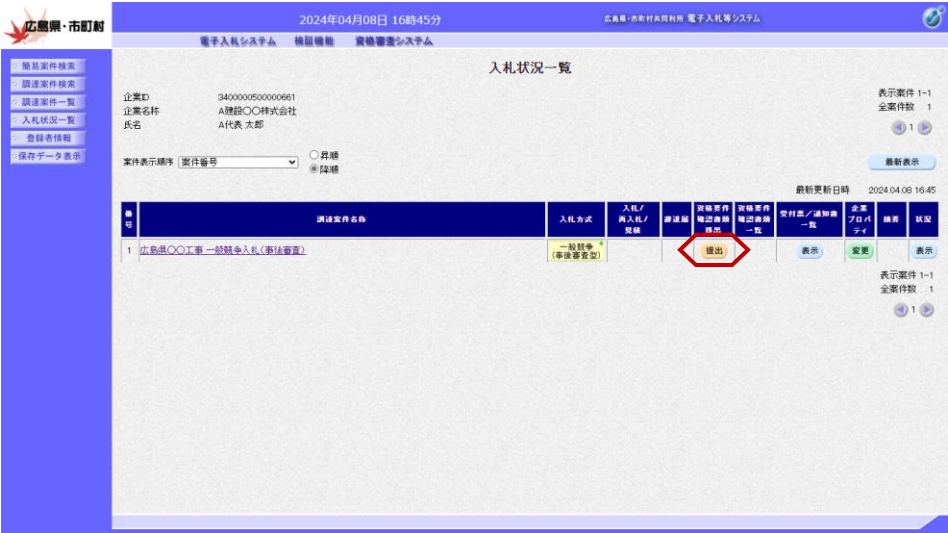 広島県・市町村
2024年04月08日 16時45分
広島県・市町村共同利用 電子入札等システム
電子入札システム 検証機能 資格審査システム
簡易案件検索
調達案件検索
調達案件一覧
入札状況一覧
登録者情報
保存データ表示
入札状況一覧
企業ID 3400000500000661
企業名称 A建設〇〇株式会社
氏名 A代表 太郎
表示案件 1-1
全案件数 1
1
案件表示順序 案件番号
昇順
降順
最新表示
最新更新日時 2024.04.08 16:45
番号 調達案件名称 入札方式 入札/再入札/見積 辞退届 資格要件確認書類提出 資格要件確認書類一覧 受付票/通知書一覧 企業プロパティ 摘要 状況
1 広島県〇〇工事 一般競争入札(事後審査) 一般競争(事後審査型) 提出 表示 変更 表示
表示案件 1-1
全案件数 1
1